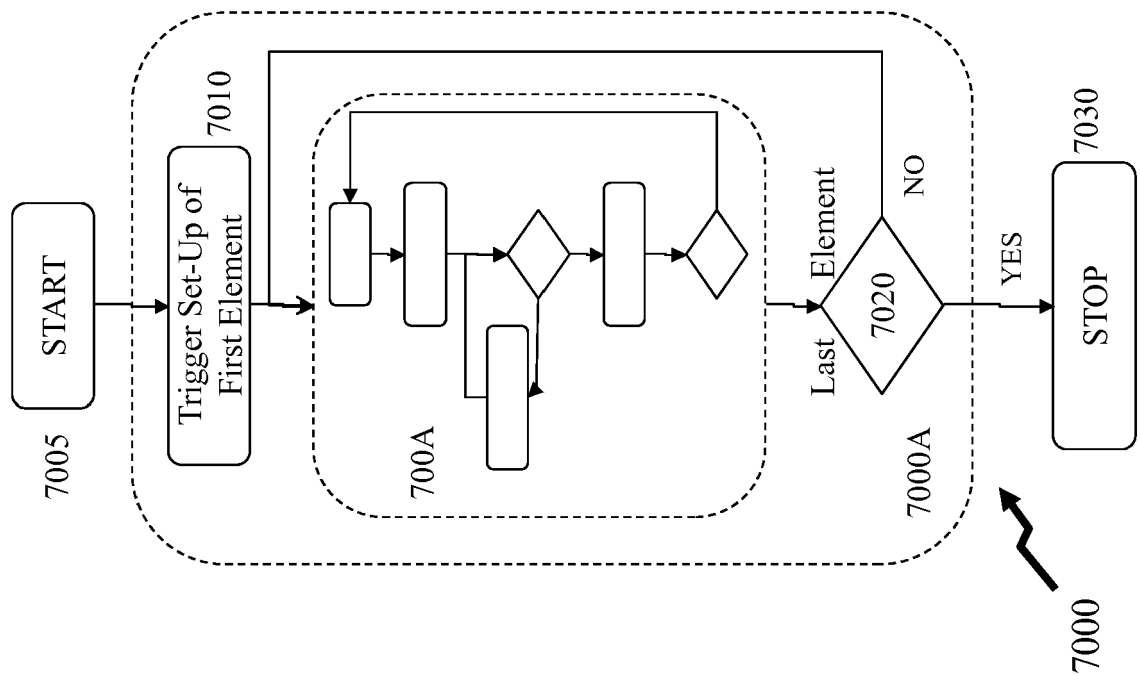 7005
START
Trigger Set-Up of
First Element
7010
700A
Last Element
7020
NO
7000A
YES
STOP
7030
7000